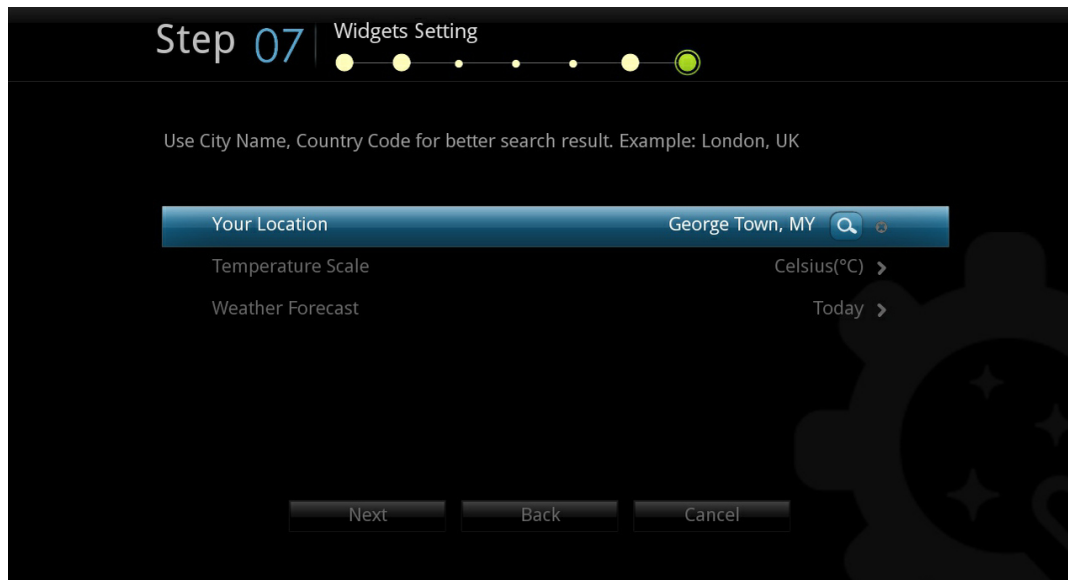 Step 07 Widgets Setting
Use City Name, Country Code for better search result. Example: London, UK
Your Location George Town, MY
Temperature Scale Celsius(°C)
Weather Forecast Today
Next Back Cancel